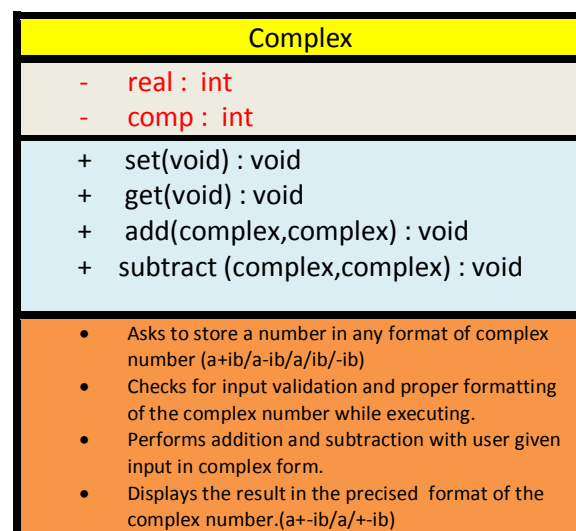 Complex
- real : int
- comp : int
+ set(void) : void
+ get(void) : void
+ add(complex,complex) : void
+ subtract (complex,complex) : void
• Asks to store a number in any format of complex
number (a+ib/a-ib/a/ib/-ib)
• Checks for input validation and proper formatting
of the complex number while executing.
• Performs addition and subtraction with user given
input in complex form.
• Displays the result in the precised format of the
complex number.(a+-ib/a/+-ib)